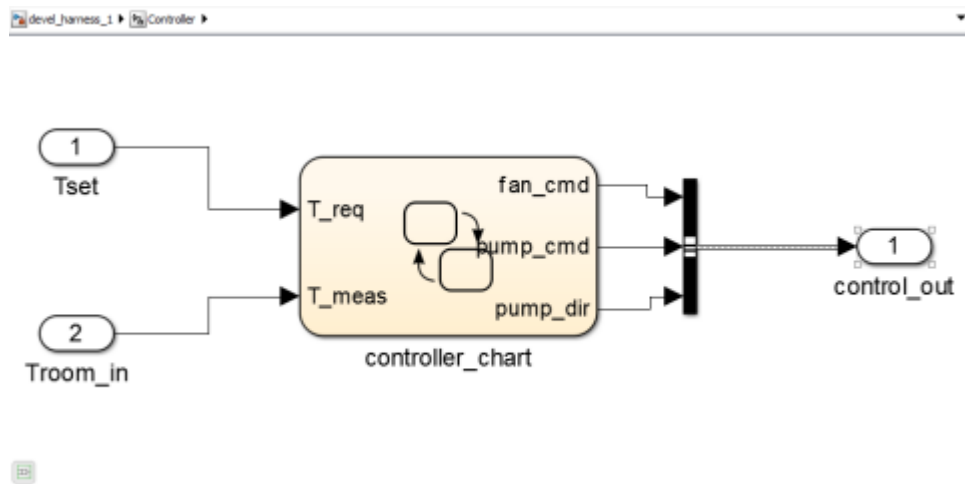 devel_harness_1 Controller
1
Tset
T_req
T_meas
fan_cmd
pump_cmd
pump_dir
controller_chart
2
Troom_in
1
control_out